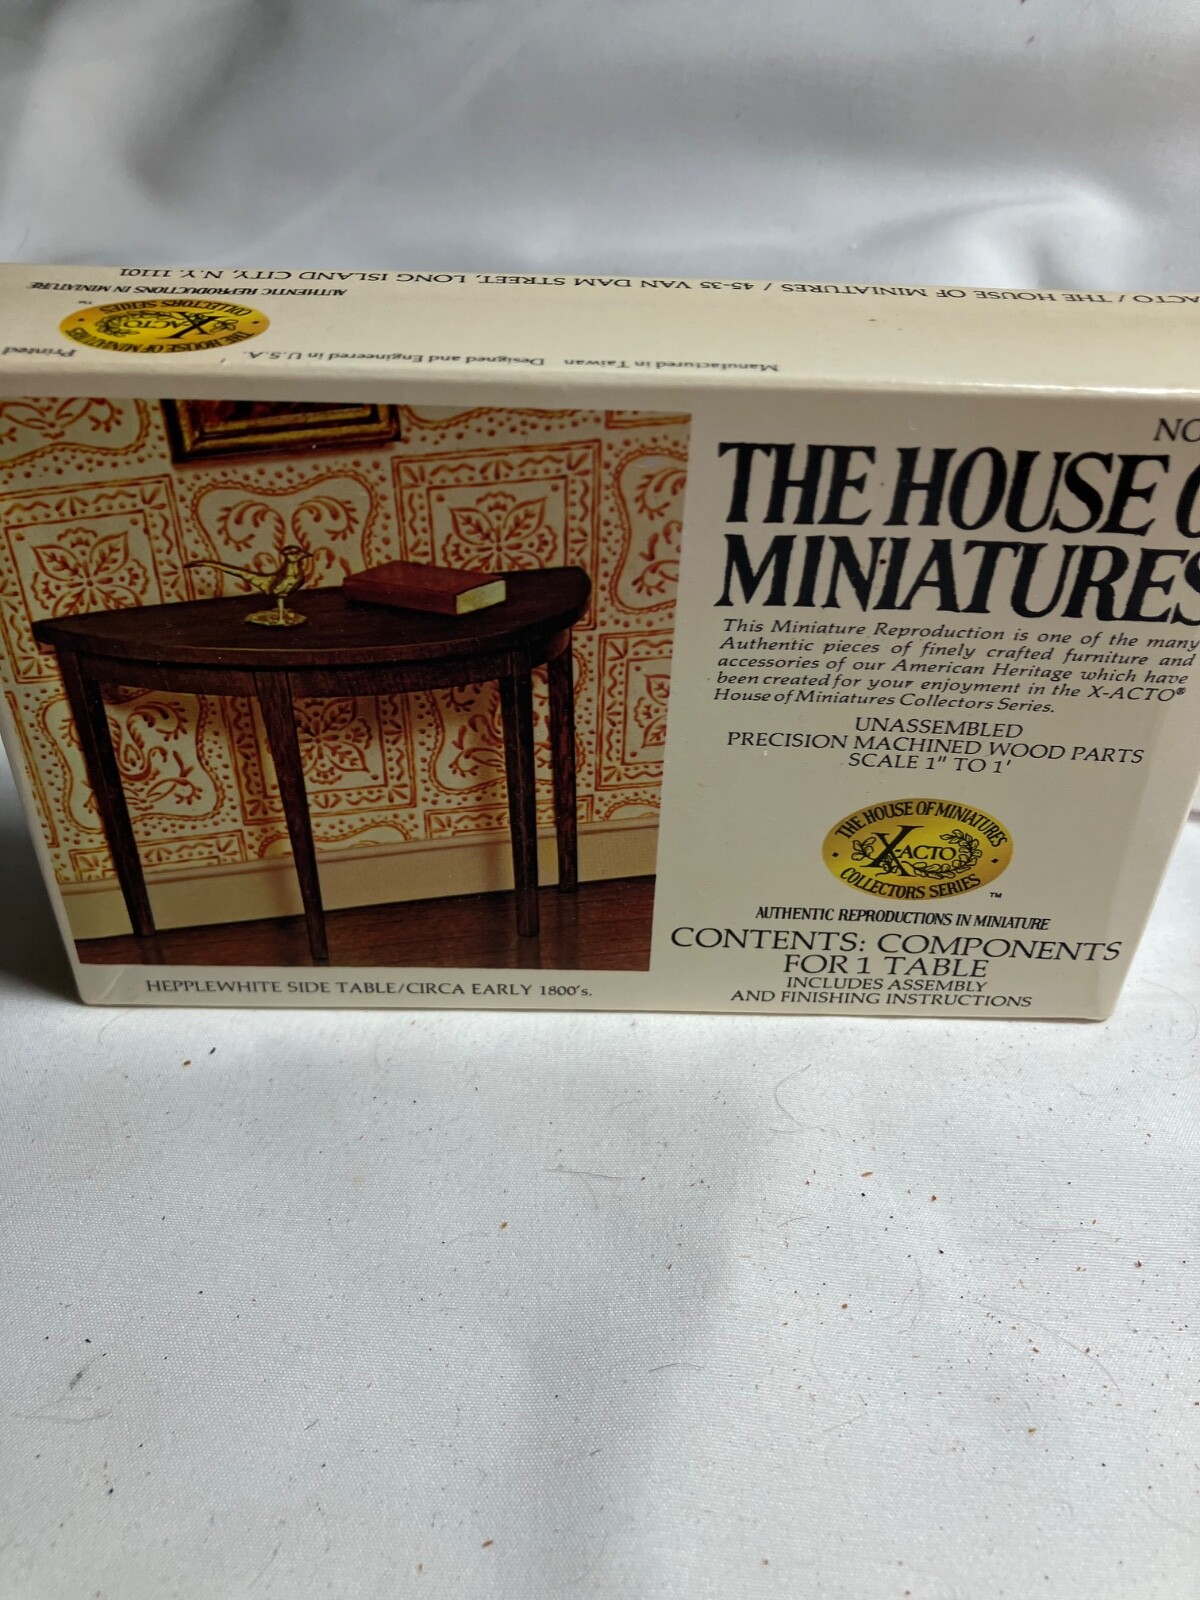 ACTO / THE HOUSE OF MINIATURES / 45-35 VAN DAM STREET, LONG ISLAND CITY, N.Y. 11101
AUTHENTIC REPRODUCTIONS IN MINIATURE
THE HOUSE OF MINIATURES
X-ACTO
COLLECTORS SERIES
™
Manufactured in Taiwan Designed and Engineered in U.S.A.
Printed
NO
THE HOUSE O
MINIATURES
This Miniature Reproduction is one of the many
Authentic pieces of finely crafted furniture and
accessories of our American Heritage which have
been created for your enjoyment in the X-ACTO®
House of Miniatures Collectors Series.
UNASSEMBLED
PRECISION MACHINED WOOD PARTS
SCALE 1" TO 1'
THE HOUSE OF MINIATURES
X-ACTO
COLLECTORS SERIES
™
AUTHENTIC REPRODUCTIONS IN MINIATURE
CONTENTS: COMPONENTS
FOR 1 TABLE
INCLUDES ASSEMBLY
AND FINISHING INSTRUCTIONS
HEPPLEWHITE SIDE TABLE/CIRCA EARLY 1800's.